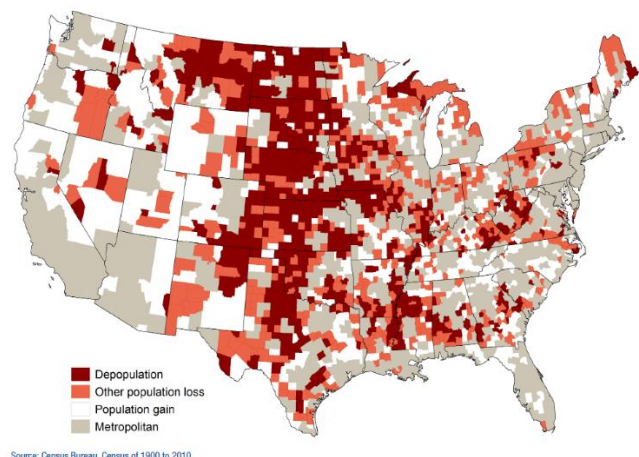 Depopulation
Other population loss
Population gain
Metropolitan
Source: Census Bureau, Census of 1900 to 2010